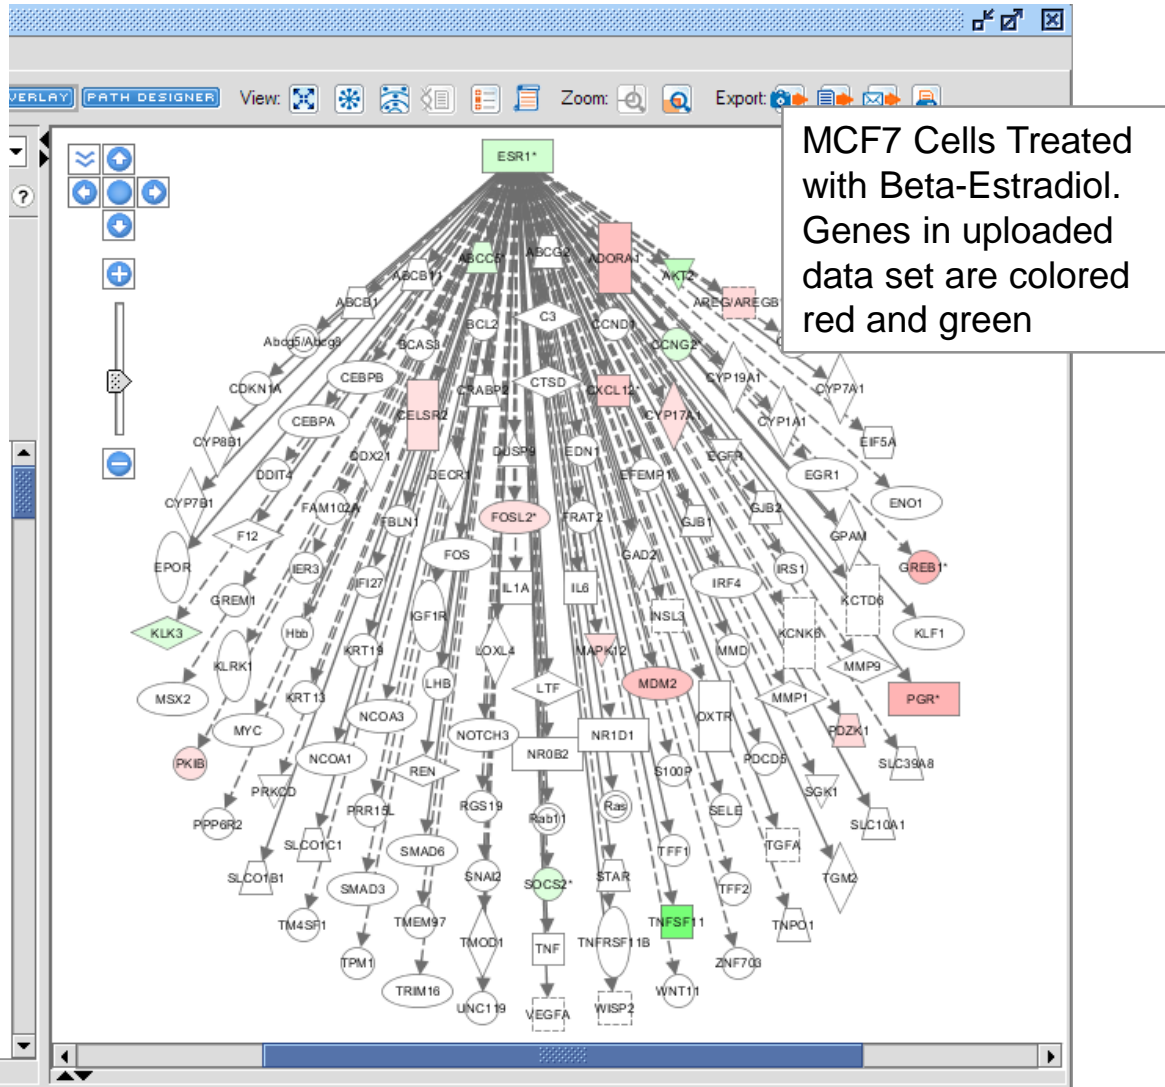 VERLAY PATH DESIGNER View: Zoom: Export:
MCF7 Cells Treated
with Beta-Estradiol.
Genes in uploaded
data set are colored
red and green
?
ESR1*
ABCB1
ABCB11
ABCC5*
ABCG2
ADORA1
AKT2
AREG/AREGB
Abcg5/Abcg8
BCAS3
BCL2
C3
CCND1
CCNG2*
CDKN1A
CEBPB
CEBPA
CELSR2
CRABP2
CTSD
CXCL12*
CYP17A1
CYP19A1
CYP1A1
CYP7A1
CYP8B1
CYP7B1
DDIT4
DDX21
DECR1
DUSP9
EDN1
EFEMP1
EGFR
EGR1
EIF5A
ENO1
EPOR
F12
FAM102A
FBLN1
FOS
FOSL2*
FRAT2
GAD2
GJB1
GJB2
GPAM
GREB1*
GREM1
Hbb
IER3
IFI27
IGF1R
IL1A
IL6
INSL3
IRF4
IRS1
KCNK6
KCTD6
KLF1
KLK3
KLRK1
KRT13
KRT19
LHB
LOXL4
LTF
MAPK12
MDM2
MMD
MMP1
MMP9
MSX2
MYC
NCOA1
NCOA3
NOTCH3
NR0B2
NR1D1
OXTR
PDCD5
PDZK1
PGR*
PKIB
PPP6R2
PRKCD
PRR15L
REN
RGS19
Rab11
Ras
S100P
SELE
SGK1
SLC10A1
SLC39A8
SLCO1B1
SLCO1C1
SMAD3
SMAD6
SNAI2
SOCS2*
STAR
TFF1
TFF2
TGFA
TGM2
TM4SF1
TMEM97
TMOD1
TNF
TNFRSF11B
TNFSF11
TNPO1
TPM1
TRIM16
UNC119
VEGFA
WISP2
WNT11
ZNF703